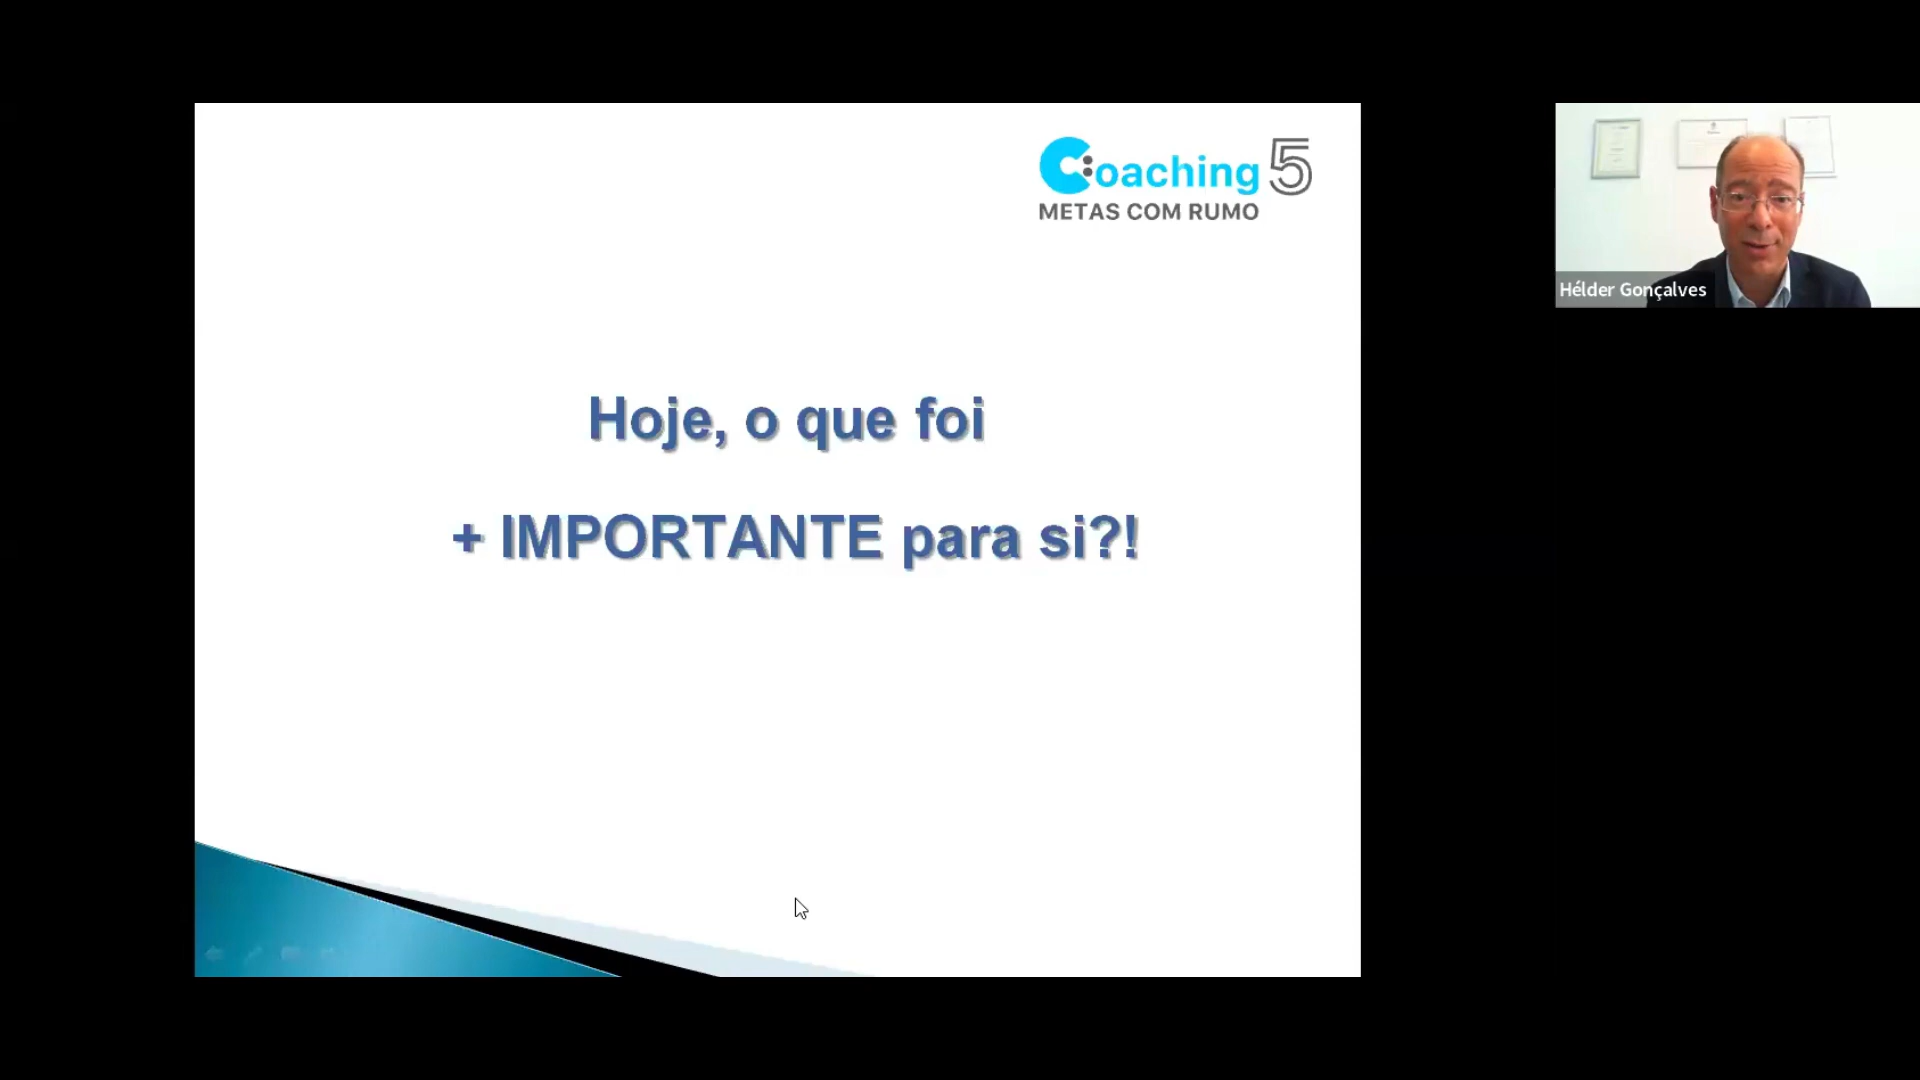 Coaching 5
METAS COM RUMO
Hoje, o que foi
+ IMPORTANTE para si?!
Hélder Gonçalves